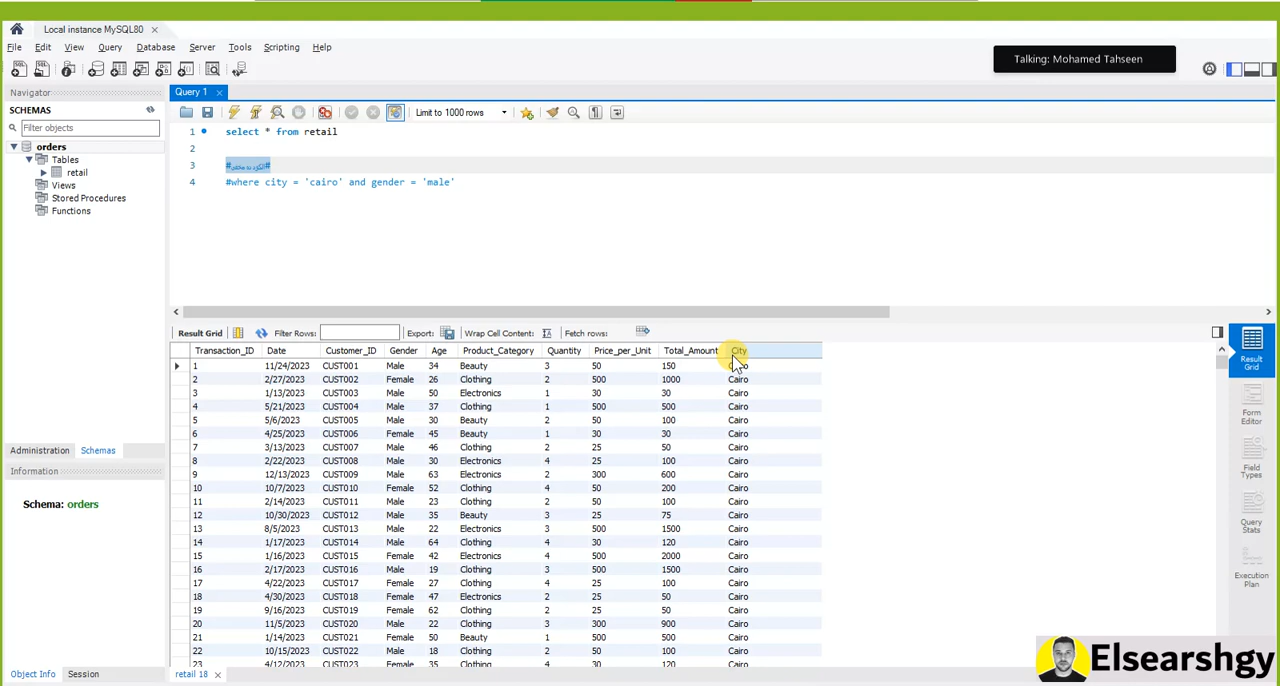 Local instance MySQL80
File Edit View Query Database Server Tools Scripting Help
Talking: Mohamed Tahseen
Navigator
SCHEMAS
Filter objects
orders
Tables
retail
Views
Stored Procedures
Functions
Administration Schemas
Information
Schema: orders
Object Info Session
Query 1
Limit to 1000 rows
1 select * from retail
2
3
4 #where city = 'cairo' and gender = 'male'
Result Grid Filter Rows: Export: Wrap Cell Content: Fetch rows:
Transaction_ID Date Customer_ID Gender Age Product_Category Quantity Price_per_Unit Total_Amount City
1 11/24/2023 CUST001 Male 34 Beauty 3 50 150
2 2/27/2023 CUST002 Female 26 Clothing 2 500 1000 Cairo
3 1/13/2023 CUST003 Male 50 Electronics 1 30 30 Cairo
4 5/21/2023 CUST004 Male 37 Clothing 1 500 500 Cairo
5 5/6/2023 CUST005 Male 30 Beauty 2 50 100 Cairo
6 4/25/2023 CUST006 Female 45 Beauty 1 30 30 Cairo
7 3/13/2023 CUST007 Male 46 Clothing 2 25 50 Cairo
8 2/22/2023 CUST008 Male 30 Electronics 4 25 100 Cairo
9 12/13/2023 CUST009 Male 63 Electronics 2 300 600 Cairo
10 10/7/2023 CUST010 Female 52 Clothing 4 50 200 Cairo
11 2/14/2023 CUST011 Male 23 Clothing 2 50 100 Cairo
12 10/30/2023 CUST012 Male 35 Beauty 3 25 75 Cairo
13 8/5/2023 CUST013 Male 22 Electronics 3 500 1500 Cairo
14 1/17/2023 CUST014 Male 64 Clothing 4 30 120 Cairo
15 1/16/2023 CUST015 Female 42 Electronics 4 500 2000 Cairo
16 2/17/2023 CUST016 Male 19 Clothing 3 500 1500 Cairo
17 4/22/2023 CUST017 Female 27 Clothing 4 25 100 Cairo
18 4/30/2023 CUST018 Female 47 Electronics 2 25 50 Cairo
19 9/16/2023 CUST019 Female 62 Clothing 2 25 50 Cairo
20 11/5/2023 CUST020 Male 22 Clothing 3 300 900 Cairo
21 1/14/2023 CUST021 Female 50 Beauty 1 500 500 Cairo
22 10/15/2023 CUST022 Male 18 Clothing 2 50 100 Cairo
23 4/12/2023 CUST023 Female 35 Clothing 4 30 120 Cairo
retail 18
Result Grid
Form Editor
Field Types
Query Stats
Execution Plan
Elsearshgy